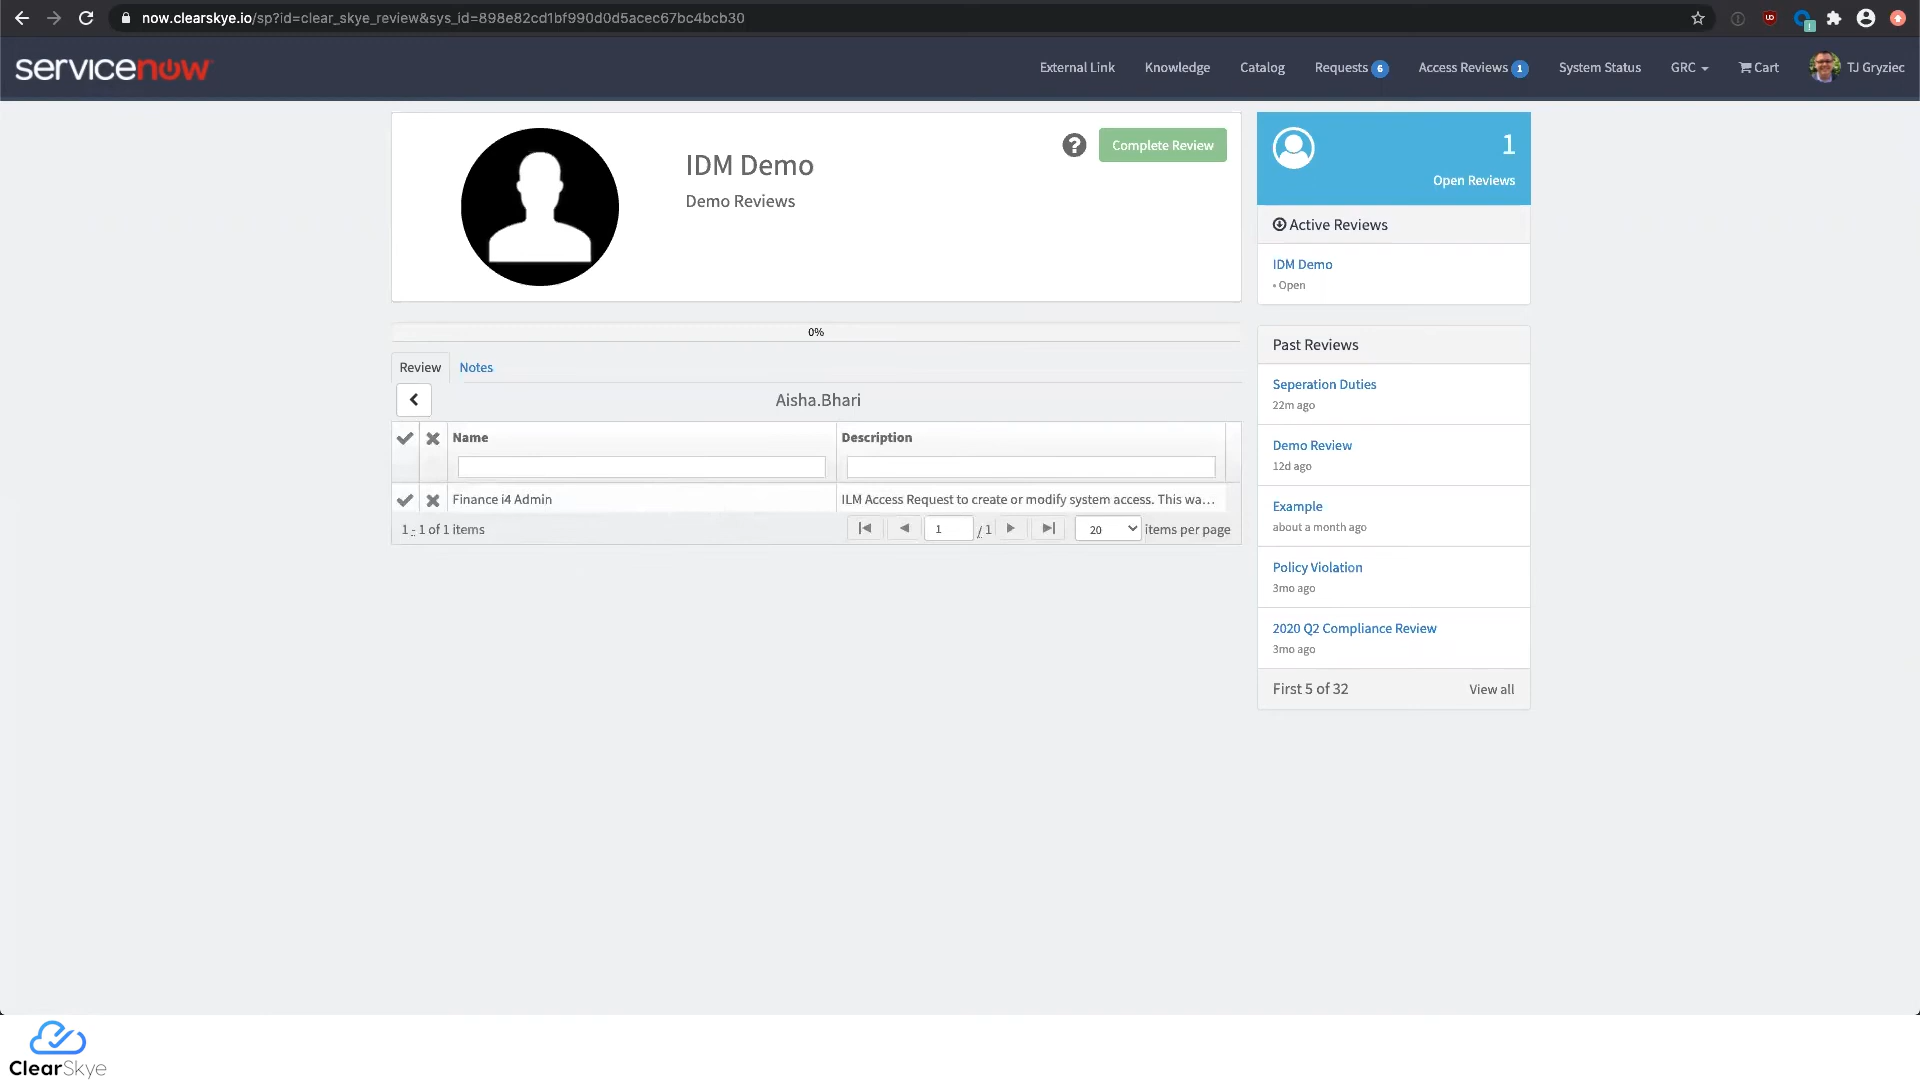 now.clearskye.io/sp?id=clear_skye_review&sys_id=898e82cd1bf990d0d5acec67bc4bcb30
servicenow
External Link
Knowledge
Catalog
Requests 6
Access Reviews 1
System Status
GRC
Cart
TJ Gryziec
IDM Demo
Demo Reviews
?
Complete Review
0%
Review
Notes
Aisha.Bhari
Name
Description
Finance i4 Admin
ILM Access Request to create or modify system access. This wa...
1 - 1 of 1 items
1
/ 1
20
items per page
1
Open Reviews
Active Reviews
IDM Demo
• Open
Past Reviews
Seperation Duties
22m ago
Demo Review
12d ago
Example
about a month ago
Policy Violation
3mo ago
2020 Q2 Compliance Review
3mo ago
First 5 of 32
View all
ClearSkye